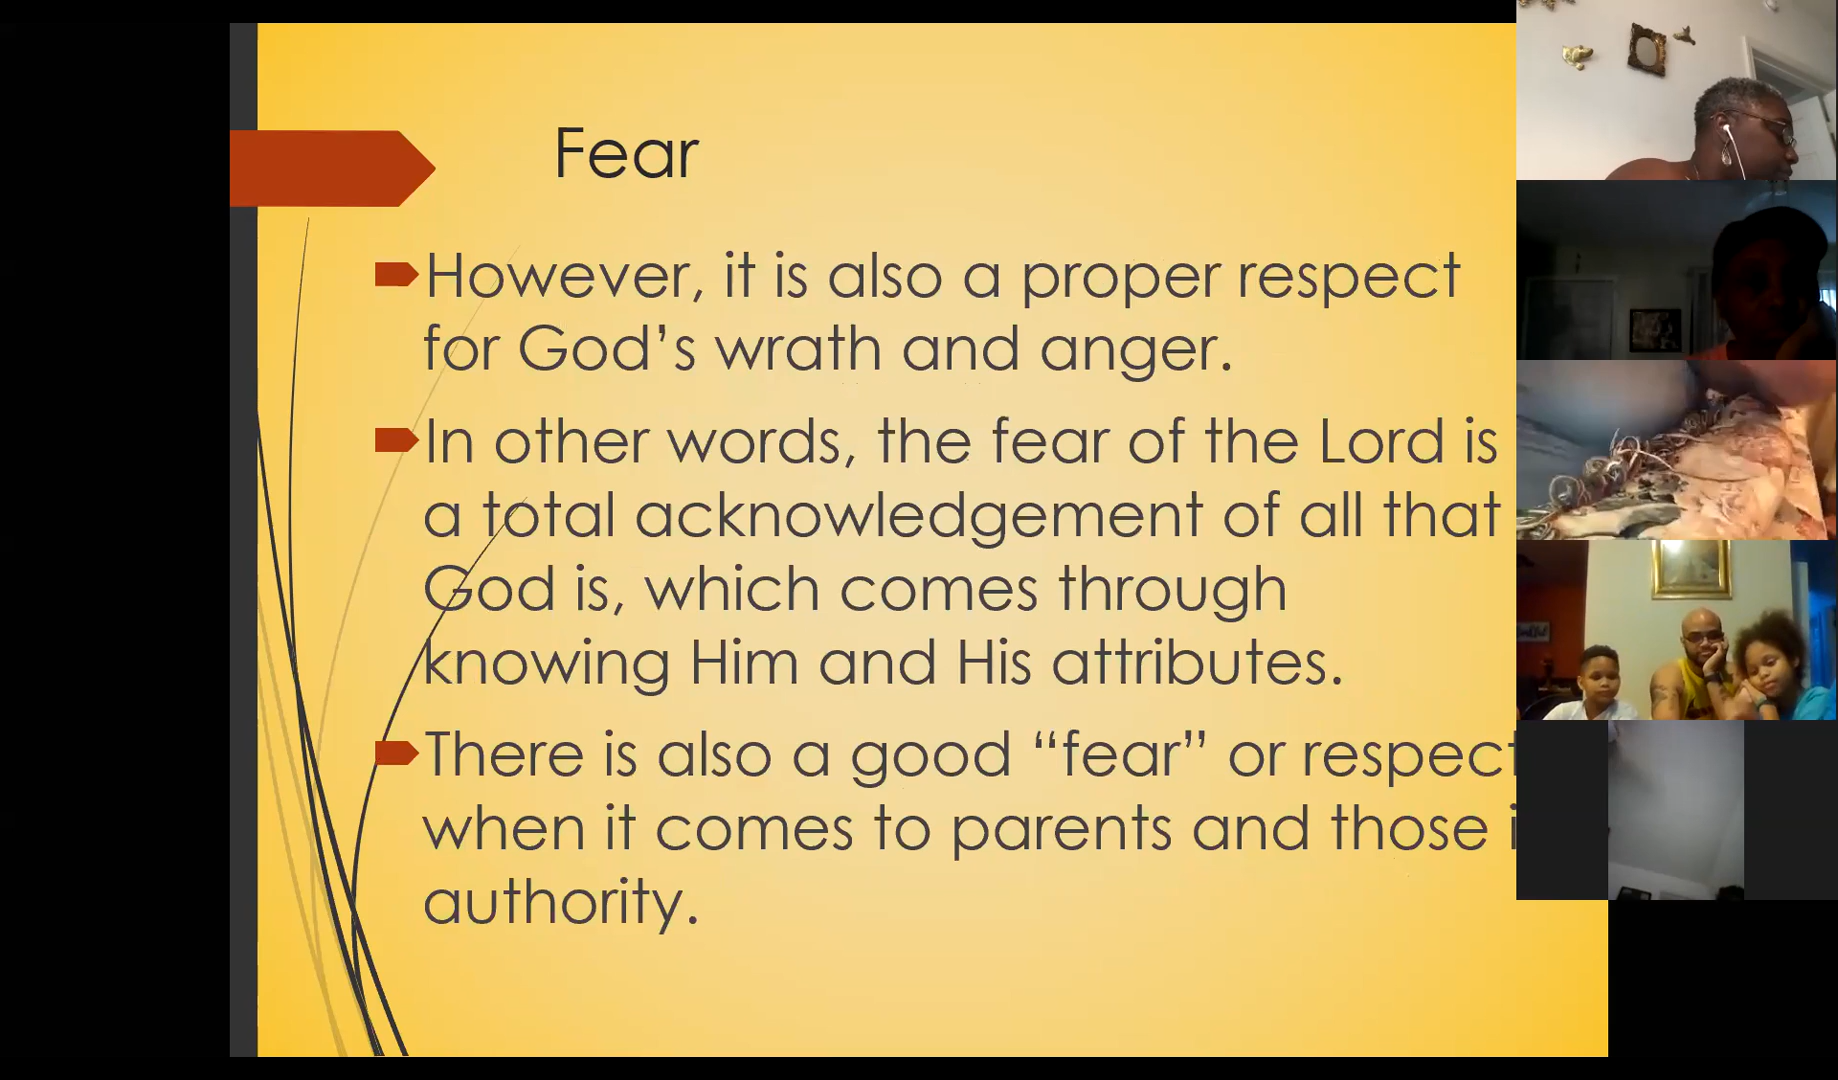 Fear
However, it is also a proper respect
for God’s wrath and anger.
In other words, the fear of the Lord is
a total acknowledgement of all that
God is, which comes through
knowing Him and His attributes.
There is also a good “fear” or respect
when it comes to parents and those
authority.